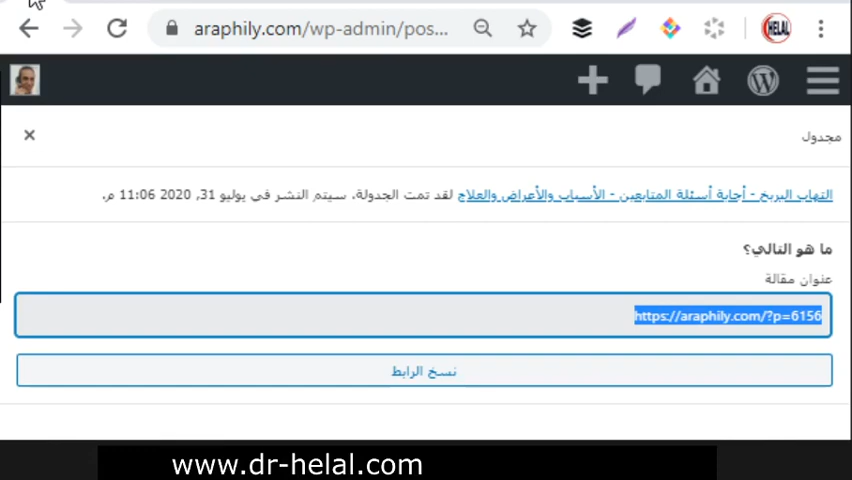 araphily.com/wp-admin/pos...
HELAL
مجدول
التهاب البربخ - أجابة أسئلة المتابعين - الأسباب والأعراض والعلاج لقد تمت الجدولة. سيتم النشر في يوليو 31, 2020 11:06 م.
ما هو التالي؟
عنوان مقالة
https://araphily.com/?p=6156
نسخ الرابط
www.dr-helal.com